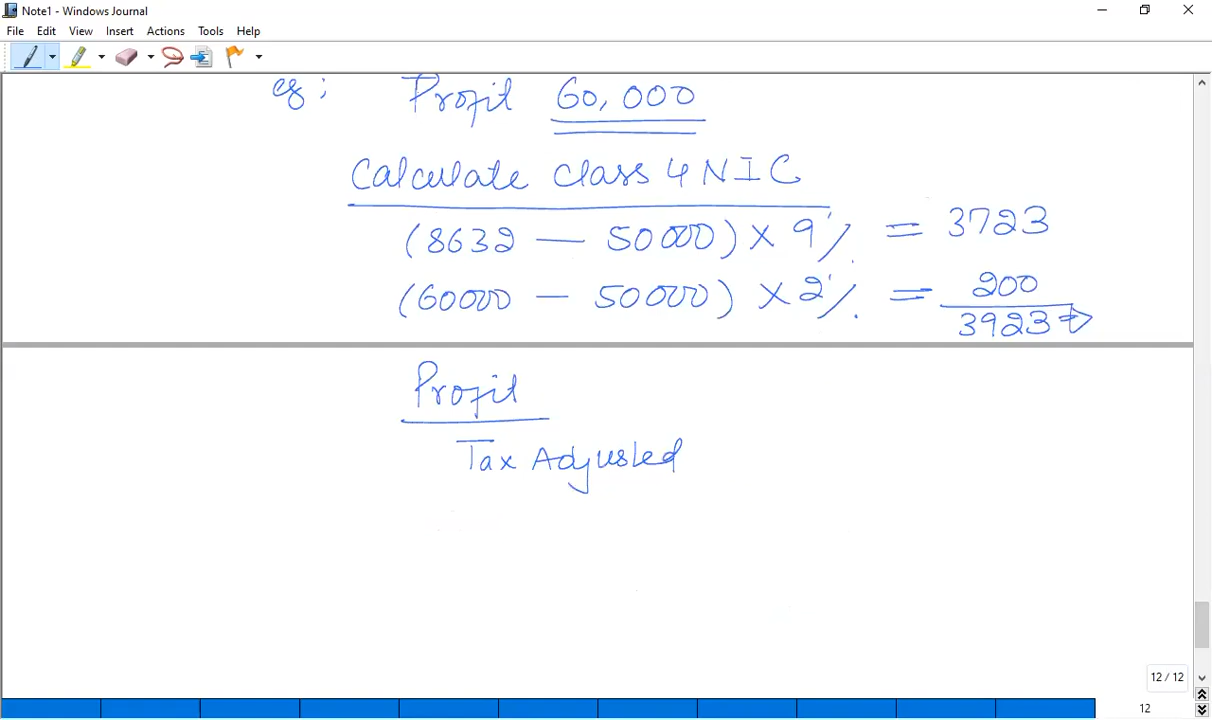 Note1 - Windows Journal
File Edit View Insert Actions Tools Help
eg: Profit 60,000
Calculate Class 4 NIC
(8632 — 50000) × 9% = 3723
(60000 — 50000) × 2% = 200
3923
Profit
Tax Adjusted
12 / 12
12